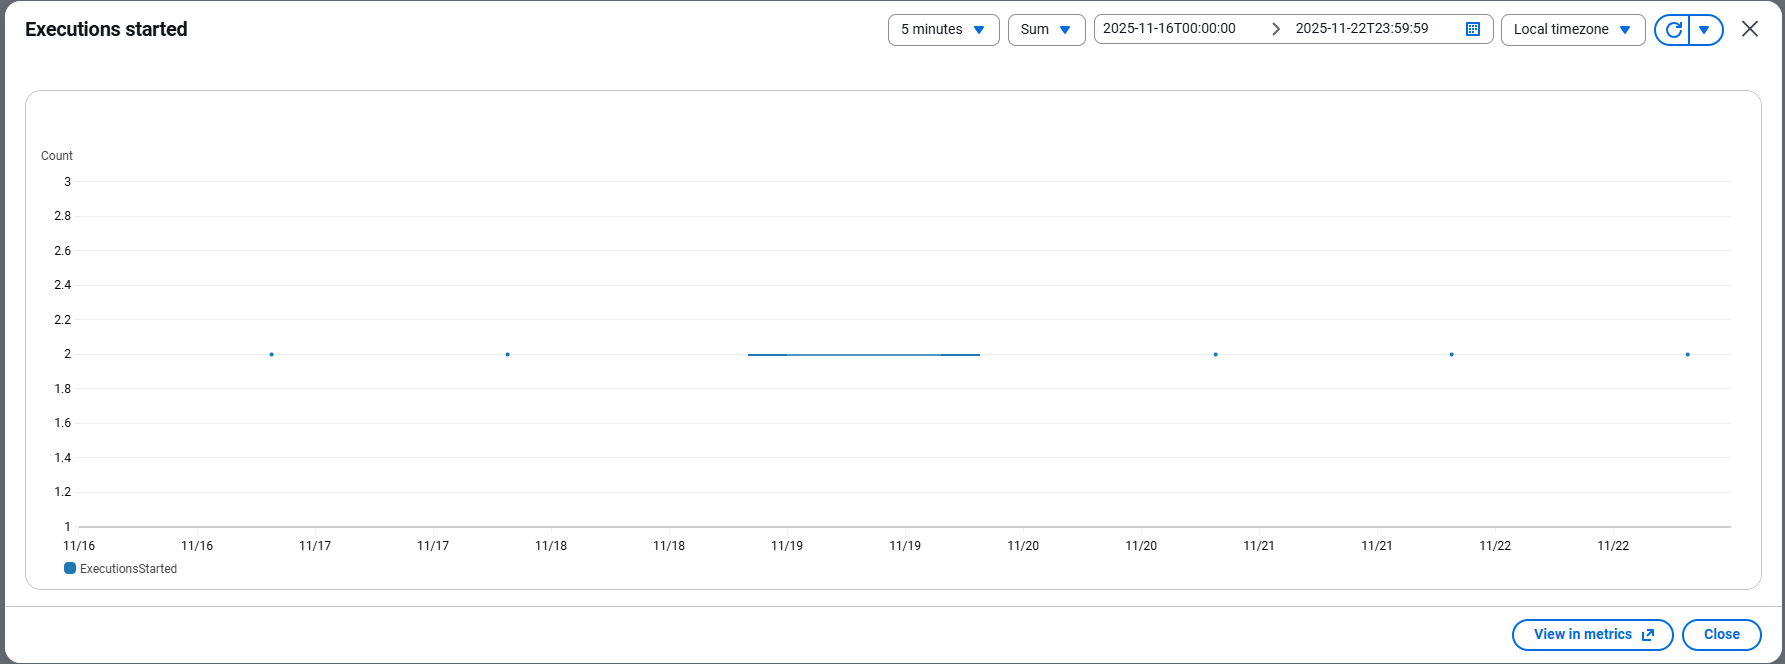 Executions started
5 minutes
Sum
2025-11-16T00:00:00
2025-11-22T23:59:59
Local timezone
Count
3
2.8
2.6
2.4
2.2
2
1.8
1.6
1.4
1.2
1
11/16 11/16 11/17 11/17 11/18 11/18 11/19 11/19 11/20 11/20 11/21 11/21 11/22 11/22
ExecutionsStarted
View in metrics
Close